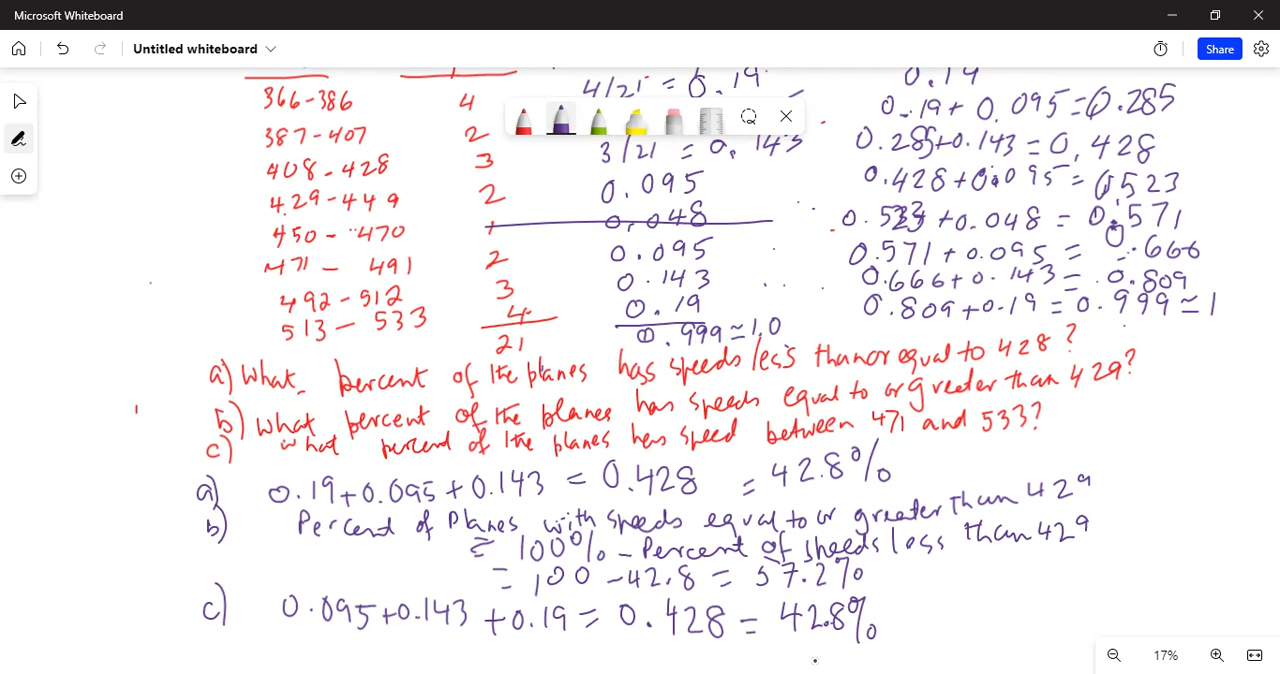 Microsoft Whiteboard
Untitled whiteboard
Share
366-386 4 4/21 = 0.19 0.19
0.19 + 0.095 = 0.285
387-407 2
408-428 3 3/21 = 0.143 0.285+0.143 = 0.428
429-449 2 0.095 0.428+0.095 = 0.523
450-470 1 0.048 0.523 + 0.048 = 0.571
471 - 491 2 0.095 0.571 + 0.095 = 0.666
492-512 3 0.143 0.666+0.143 = 0.809
513 - 533 4 0.19 0.809+0.19 = 0.999 ≃ 1
21 0.999 ≃ 1.0
a) What percent of the planes has speeds less than or equal to 428?
b) What percent of the planes has speeds equal to or greater than 429?
c) what percent of the planes has speed between 471 and 533?
a) 0.19+0.095+0.143 = 0.428 = 42.8%
b) Percent of planes with speeds equal to or greater than 429
= 100% - Percent of speeds less than 429
= 100 - 42.8 = 57.2%
c) 0.095+0.143 + 0.19 = 0.428 = 42.8%
17%